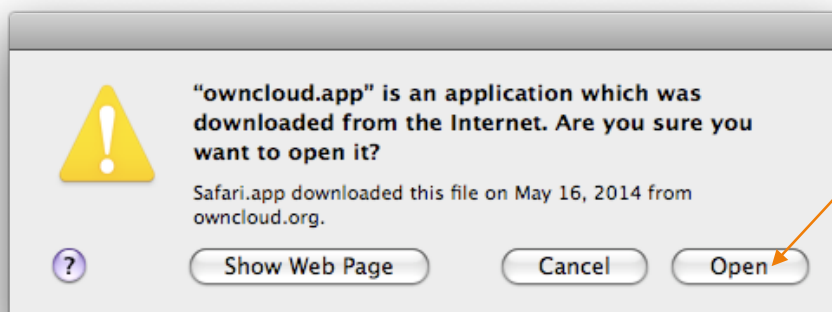 “owncloud.app” is an application which was
downloaded from the Internet. Are you sure you
want to open it?
Safari.app downloaded this file on May 16, 2014 from
owncloud.org.
? Show Web Page Cancel Open